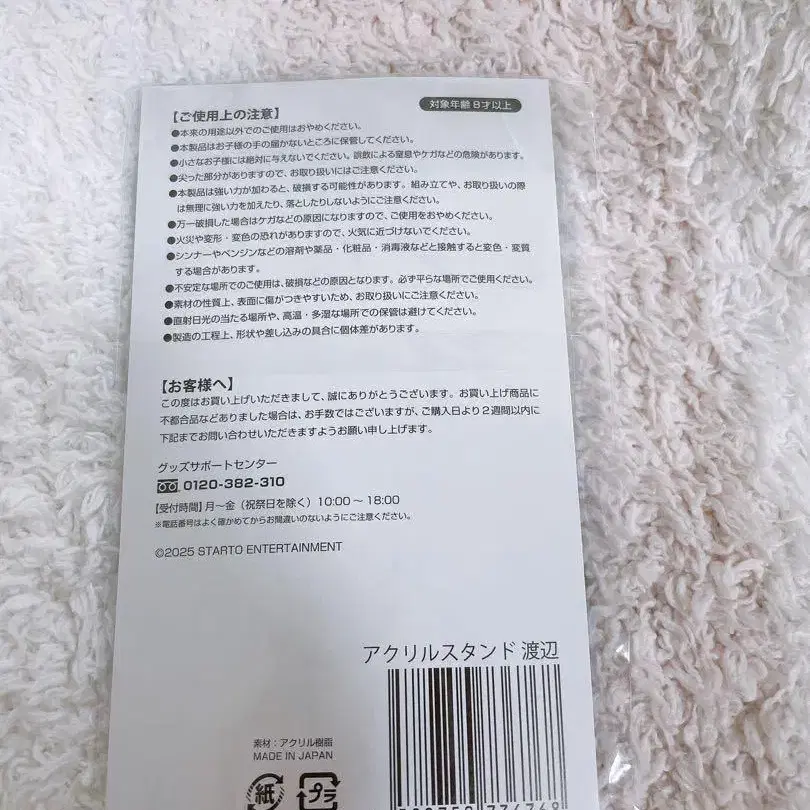 【ご使用上の注意】
対象年齢 8才以上
●本来の用途以外でのご使用はおやめください。
●本製品はお子様の手の届かないところに保管してください。
●小さなお子様には絶対に与えないでください。誤飲による窒息やケガなどの危険があります。
●尖った部分がありますので、お取り扱いにはご注意ください。
●本製品は強い力が加わると、破損する可能性があります。組み立てや、お取り扱いの際
は無理に強い力を加えたり、落としたりしないようにご注意ください。
●万一破損した場合はケガなどの原因になりますので、ご使用をおやめください。
●火災や変形・変色の恐れがありますので、火気に近づけないでください。
●シンナーやベンジンなどの溶剤や薬品・化粧品・消毒液などと接触すると変色・変質
する場合があります。
●不安定な場所でのご使用は、破損などの原因となります。必ず平らな場所でご使用ください。
●素材の性質上、表面に傷がつきやすいため、お取り扱いにご注意ください。
●直射日光の当たる場所や、高温・多湿な場所での保管は避けてください。
●製造の工程上、形状や差し込みの具合に個体差があります。
【お客様へ】
この度はお買い上げいただきまして、誠にありがとうございます。お買い上げ商品に
不都合品などありました場合は、お手数ではございますが、ご購入日より2週間以内に
下記までお問い合わせいただきますようお願い申し上げます。
グッズサポートセンター
0120-382-310
【受付時間】月〜金（祝祭日を除く）10:00〜18:00
※電話番号はよく確かめてからお間違いのないようにご注意ください。
©2025 STARTO ENTERTAINMENT
アクリルスタンド 渡辺
素材：アクリル樹脂
MADE IN JAPAN
紙
プラ